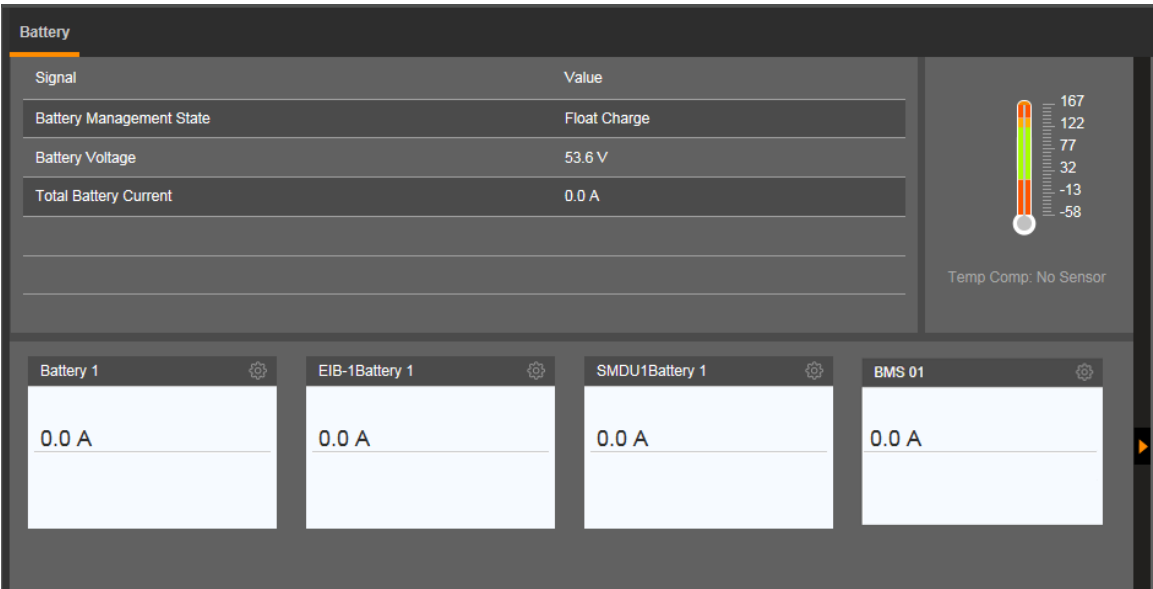 Battery
Signal Value
Battery Management State Float Charge
Battery Voltage 53.6 V
Total Battery Current 0.0 A
167
122
77
32
-13
-58
Temp Comp: No Sensor
Battery 1 EIB-1Battery 1 SMDU1Battery 1 BMS 01
0.0 A 0.0 A 0.0 A 0.0 A